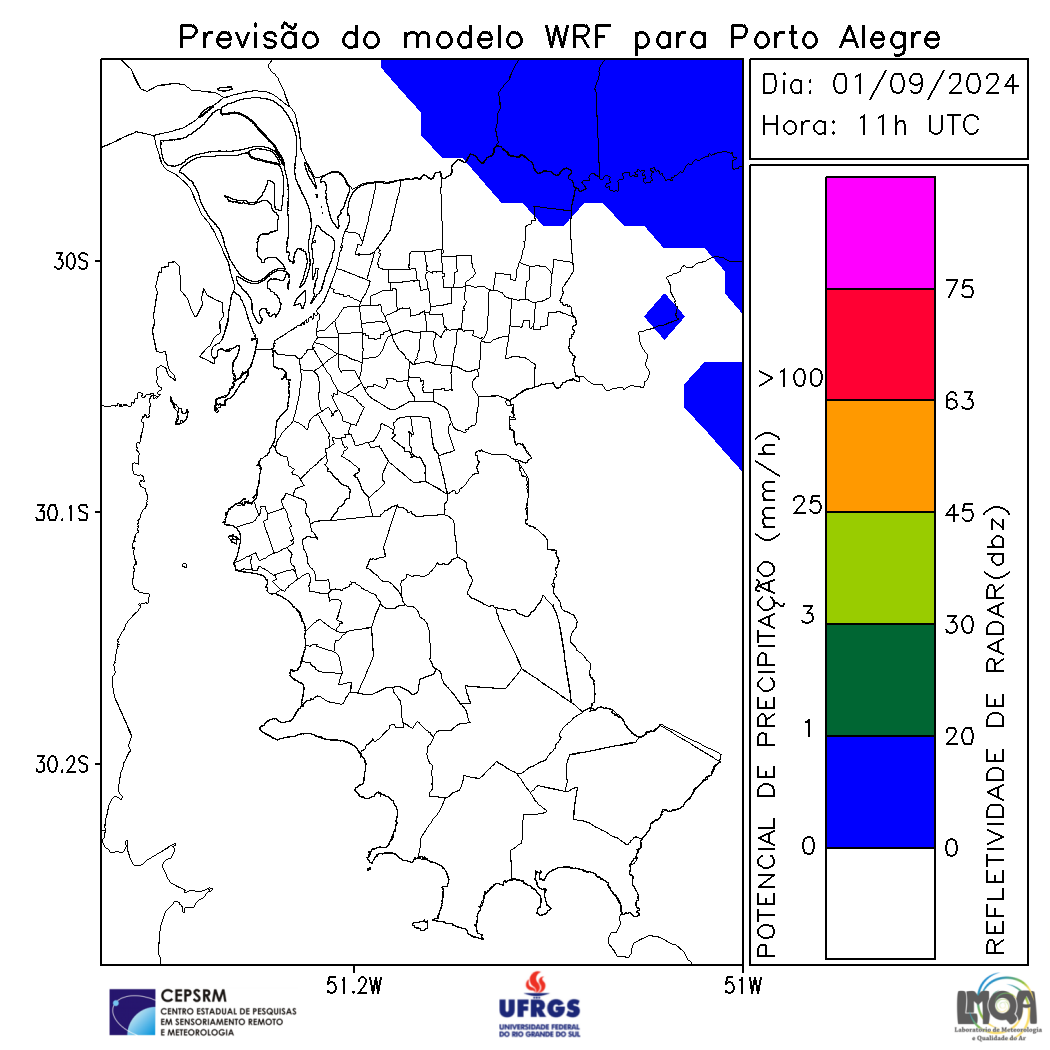 Previsão do modelo WRF para Porto Alegre
Dia: 01/09/2024
Hora: 11h UTC
30S
30.1S
30.2S
51.2W
51W
POTENCIAL DE PRECIPITAÇÃO (mm/h)
>100
25
3
1
0
75
63
45
30
20
0
REFLETIVIDADE DE RADAR(dbz)
CEPSRM
CENTRO ESTADUAL DE PESQUISAS
EM SENSORIAMENTO REMOTO
E METEOROLOGIA
UFRGS
UNIVERSIDADE FEDERAL
DO RIO GRANDE DO SUL
LMQA
Laboratório de Meteorologia
e Qualidade do Ar